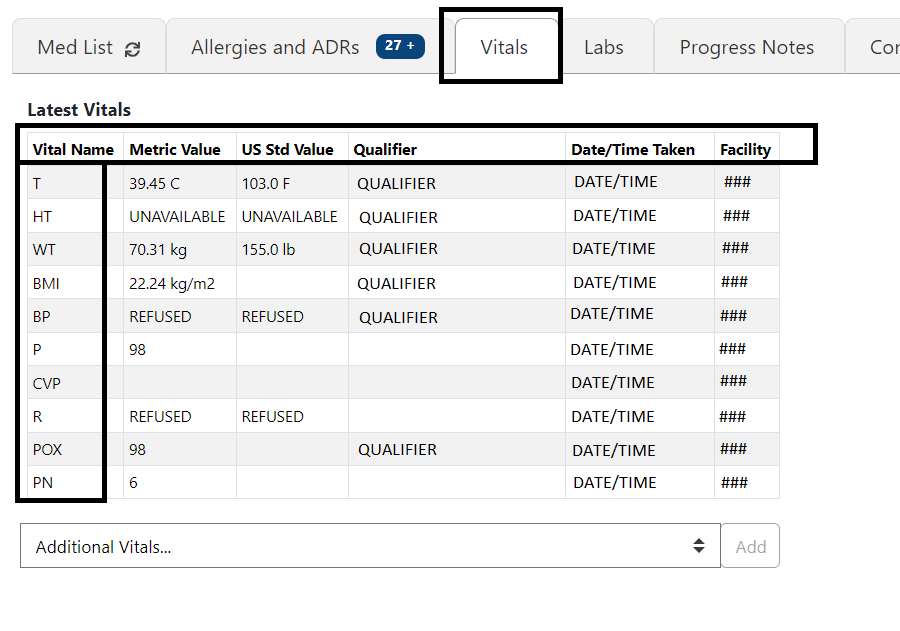 Med List Allergies and ADRs 27 + Vitals Labs Progress Notes Cor
Latest Vitals
Vital Name Metric Value US Std Value Qualifier Date/Time Taken Facility
T 39.45 C 103.0 F QUALIFIER DATE/TIME ###
HT UNAVAILABLE UNAVAILABLE QUALIFIER DATE/TIME ###
WT 70.31 kg 155.0 lb QUALIFIER DATE/TIME ###
BMI 22.24 kg/m2 QUALIFIER DATE/TIME ###
BP REFUSED REFUSED QUALIFIER DATE/TIME ###
P 98 DATE/TIME ###
CVP DATE/TIME ###
R REFUSED REFUSED DATE/TIME ###
POX 98 QUALIFIER DATE/TIME ###
PN 6 DATE/TIME ###
Additional Vitals... Add